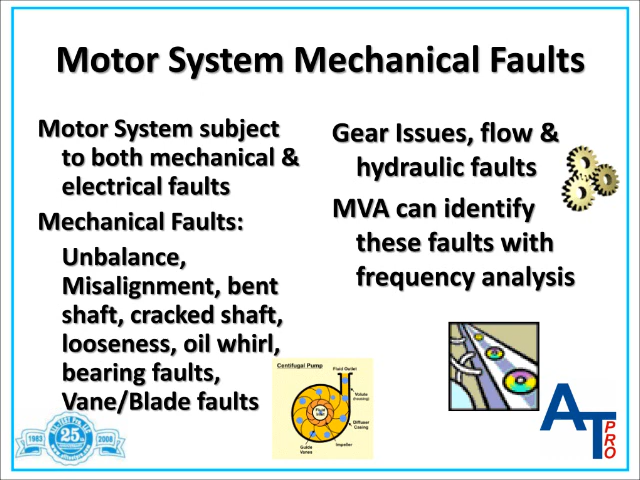 Motor System Mechanical Faults
Motor System subject
to both mechanical &
electrical faults
Mechanical Faults:
Unbalance,
Misalignment, bent
shaft, cracked shaft,
looseness, oil whirl,
bearing faults,
Vane/Blade faults
Gear Issues, flow &
hydraulic faults
MVA can identify
these faults with
frequency analysis
Centifugal Pump
Fluid Outlet
Volute
Diffuser
Casing
Impeller
Guide
Vanes
1983
25
2008
AT
PRO